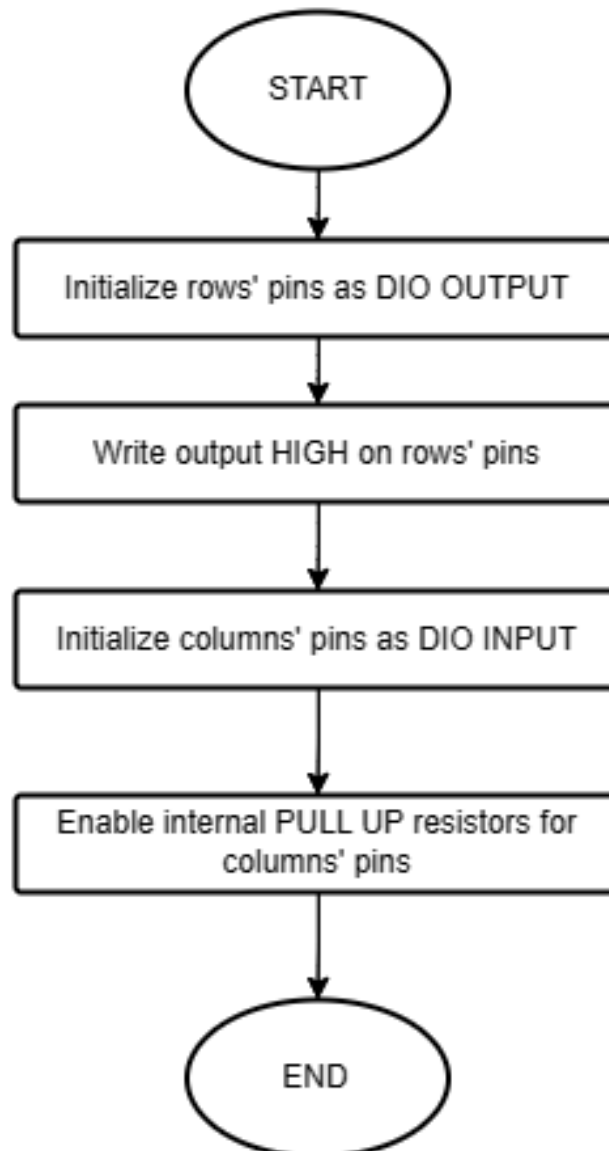 START
Initialize rows' pins as DIO OUTPUT
Write output HIGH on rows' pins
Initialize columns' pins as DIO INPUT
Enable internal PULL UP resistors for
columns' pins
END